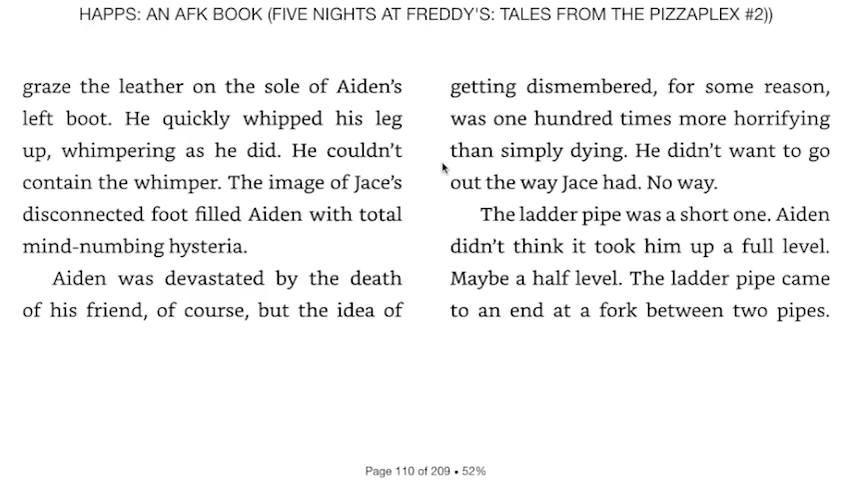 HAPPS: AN AFK BOOK (FIVE NIGHTS AT FREDDY'S: TALES FROM THE PIZZAPLEX #2))
graze the leather on the sole of Aiden’s
left boot. He quickly whipped his leg
up, whimpering as he did. He couldn’t
contain the whimper. The image of Jace’s
disconnected foot filled Aiden with total
mind-numbing hysteria.
Aiden was devastated by the death
of his friend, of course, but the idea of
getting dismembered, for some reason,
was one hundred times more horrifying
than simply dying. He didn’t want to go
out the way Jace had. No way.
The ladder pipe was a short one. Aiden
didn’t think it took him up a full level.
Maybe a half level. The ladder pipe came
to an end at a fork between two pipes.
Page 110 of 209 • 52%